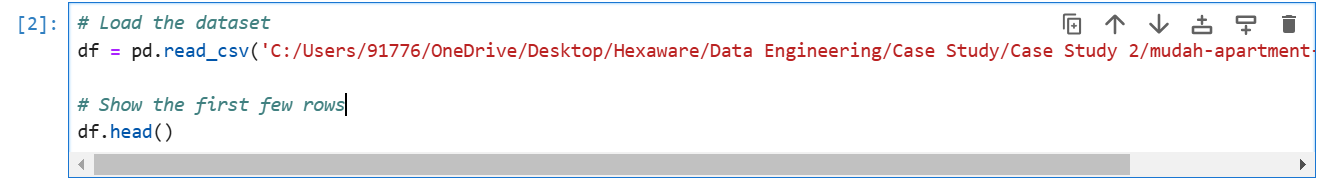 [2]:
# Load the dataset
df = pd.read_csv('C:/Users/91776/OneDrive/Desktop/Hexaware/Data Engineering/Case Study/Case Study 2/mudah-apartment-
# Show the first few rows
df.head()